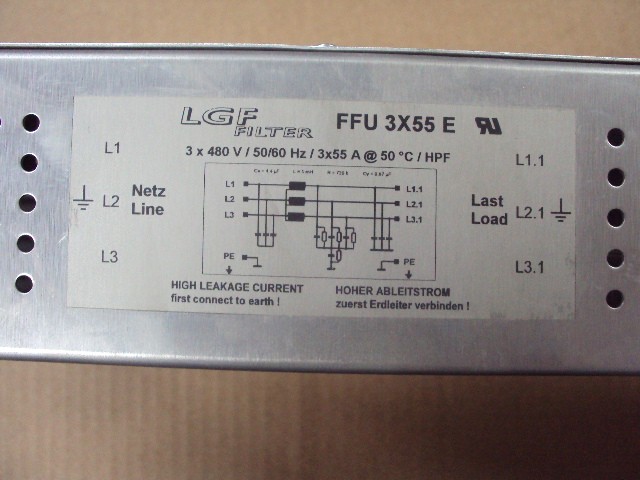 LGF
FILTER
FFU 3X55 E
3 x 480 V / 50/60 Hz / 3x55 A @ 50 °C / HPF
L1
L2
L3
Netz
Line
L1
L2
L3
PE
L1.1
L2.1
L3.1
PE
Last
Load
L1.1
L2.1
L3.1
HIGH LEAKAGE CURRENT
first connect to earth !
HOHER ABLEITSTROM
zuerst Erdleiter verbinden !